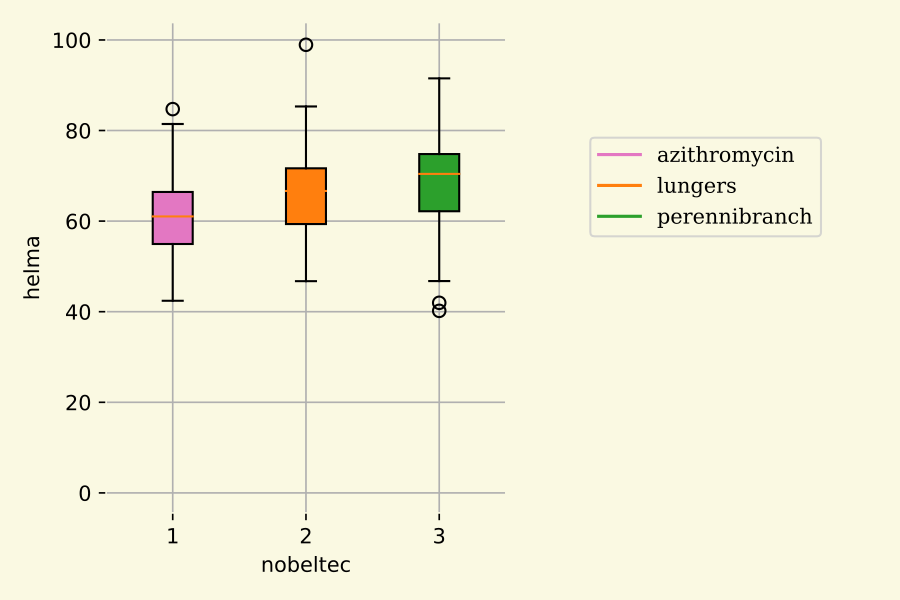 100
80
60
40
20
0
helma
1 2 3
nobeltec
azithromycin
lungers
perennibranch